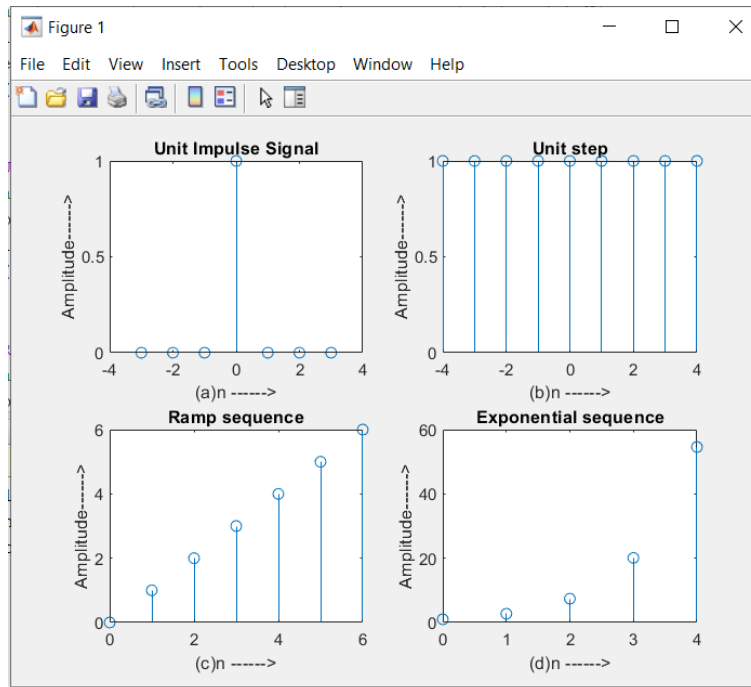 Figure 1
File Edit View Insert Tools Desktop Window Help
Unit Impulse Signal
Amplitude------>
1
0.5
0
-4 -2 0 2 4
(a)n ------>
Unit step
Amplitude------>
1
0.5
0
-4 -2 0 2 4
(b)n ------>
Ramp sequence
Amplitude------>
6
4
2
0
0 2 4 6
(c)n ------>
Exponential sequence
Amplitude------>
60
40
20
0
0 1 2 3 4
(d)n ------>